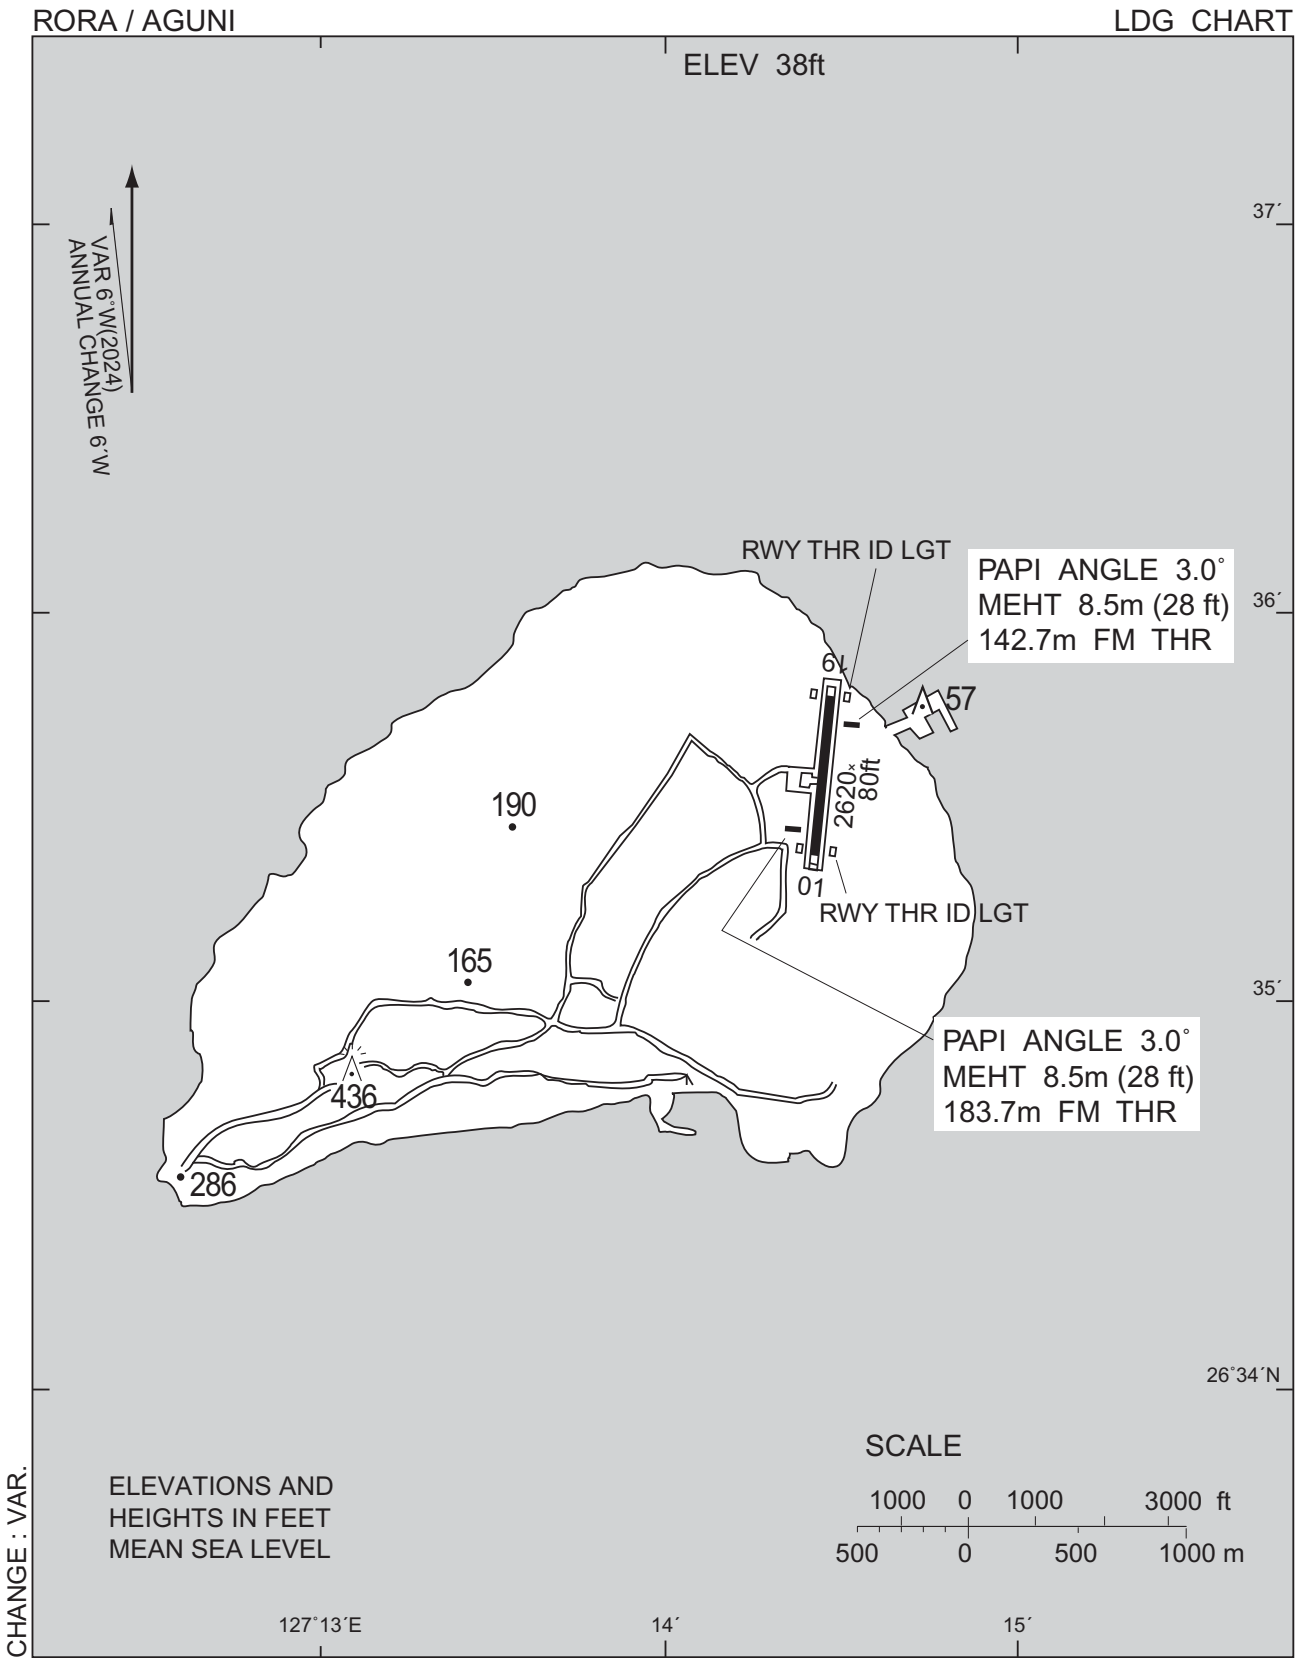 RORA / AGUNI
LDG CHART
ELEV 38ft
37´
VAR 6˚W(2024)
ANNUAL CHANGE 6´W
RWY THR ID LGT
PAPI ANGLE 3.0˚
MEHT 8.5m (28 ft)
142.7m FM THR
36´
19
57
2620×
80ft
190
01
RWY THR ID LGT
165
35´
PAPI ANGLE 3.0˚
MEHT 8.5m (28 ft)
183.7m FM THR
436
286
26˚34´N
SCALE
1000 0 1000 3000 ft
500 0 500 1000 m
ELEVATIONS AND
HEIGHTS IN FEET
MEAN SEA LEVEL
CHANGE : VAR.
127˚13´E
14´
15´